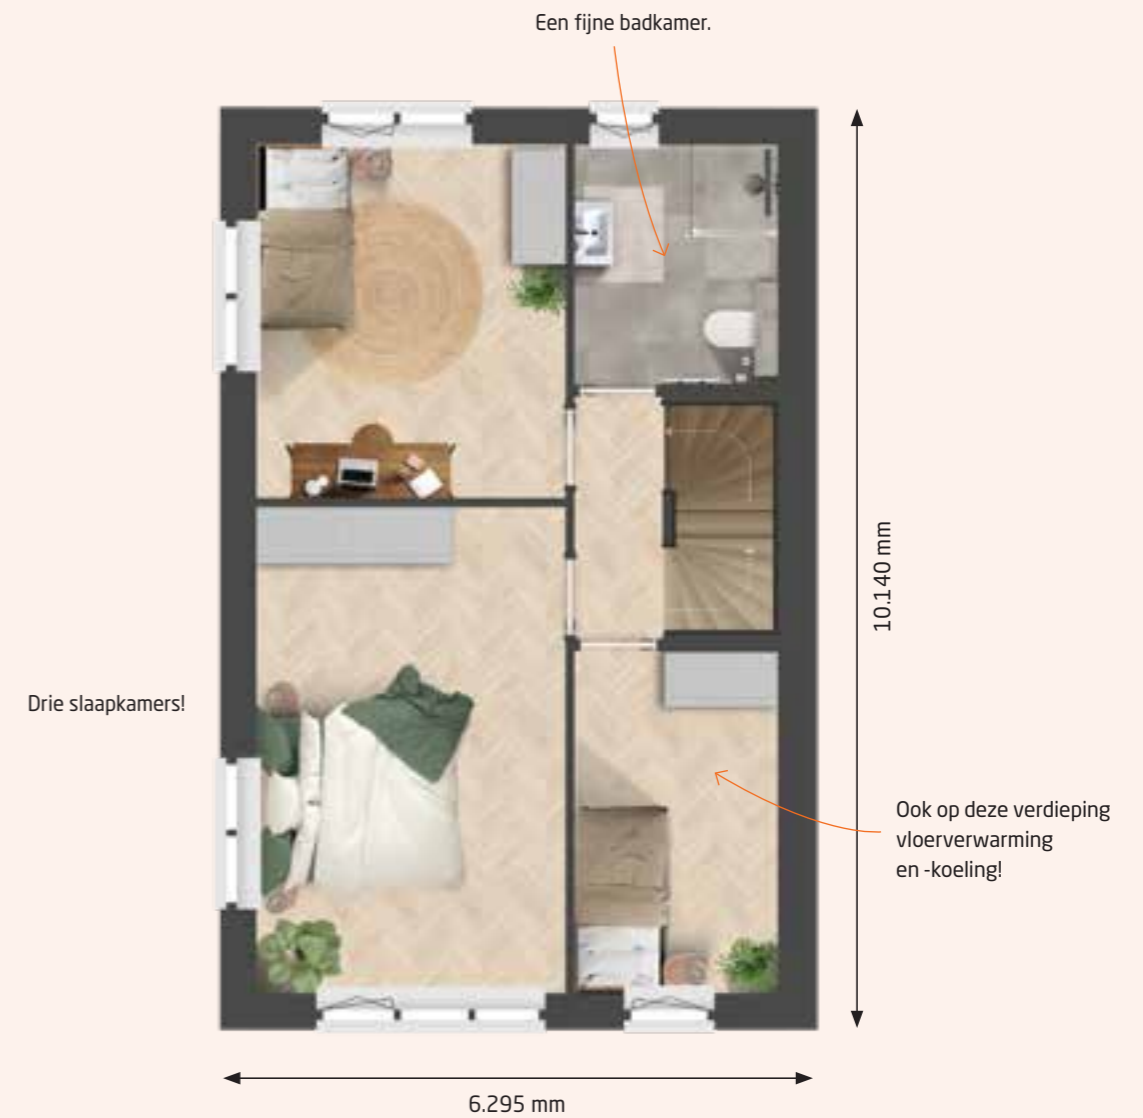 Een fijne badkamer.
10.140 mm
Drie slaapkamers!
Ook op deze verdieping
vloerverwarming
en -koeling!
6.295 mm